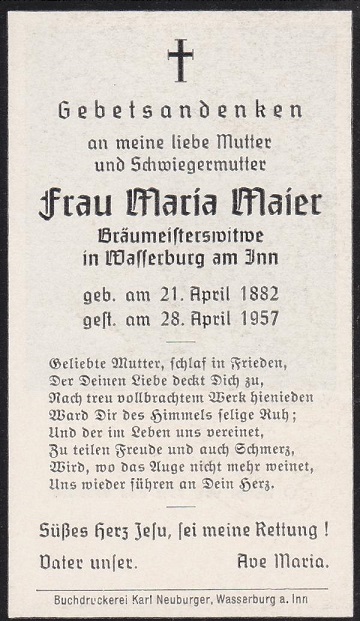 Gebetsandenken
an meine liebe Mutter
und Schwiegermutter
Frau Maria Maier
Bräumeisterswitwe
in Wasserburg am Inn
geb. am 21. April 1882
gest. am 28. April 1957
Geliebte Mutter, schlaf in Frieden,
Der Deinen Liebe deckt Dich zu,
Nach treu vollbrachtem Werk hienieden
Ward Dir des Himmels selige Ruh;
Und der im Leben uns vereinet,
Zu teilen Freude und auch Schmerz,
Wird, wo das Auge nicht mehr weinet,
Uns wieder führen an Dein Herz.
Süßes Herz Jesu, sei meine Rettung !
Vater unser. Ave Maria.
Buchdruckerei Karl Neuburger, Wasserburg a. Inn